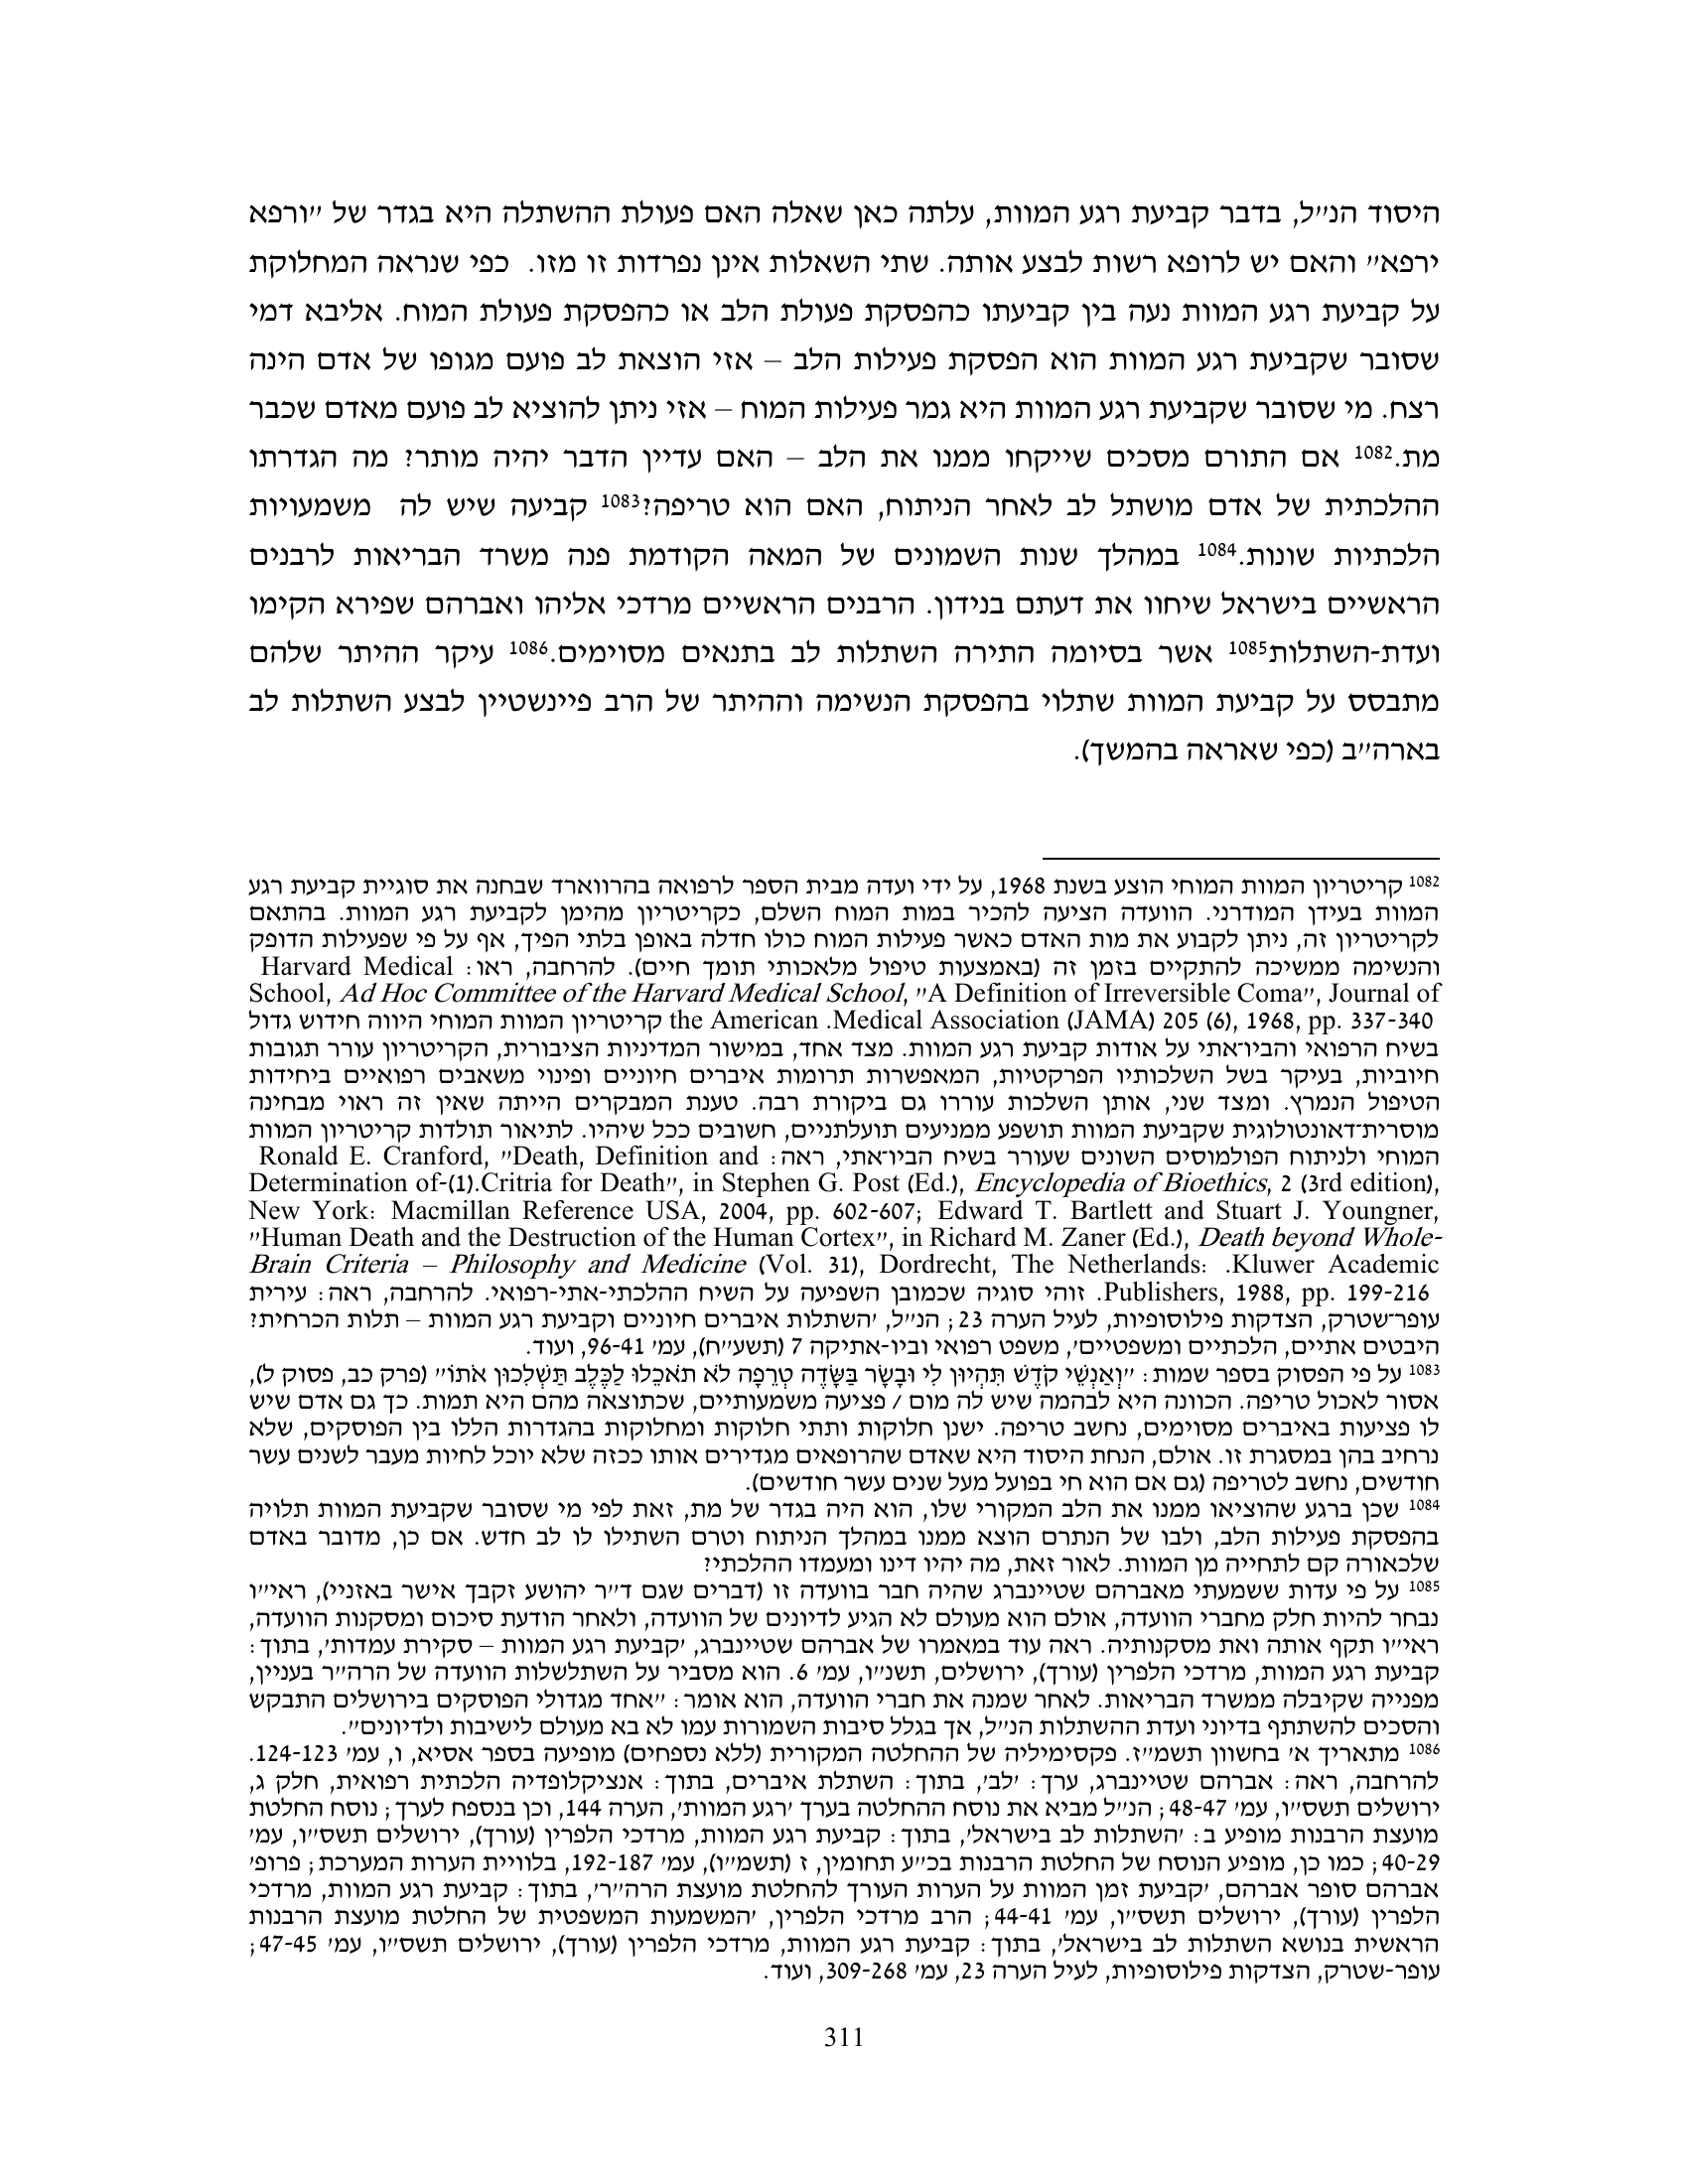 היסוד הנ״ל, בדבר קביעת רגע המוות, עלתה כאן שאלה האם פעולת ההשתלה היא בגדר של ״ורפא
ירפא״ והאם יש לרופא רשות לבצע אותה. שתי השאלות אינן נפרדות זו מזו.  כפי שנראה המחלוקת
על קביעת רגע המוות נעה בין קביעתו כהפסקת פעולת הלב או כהפסקת פעולת המוח. אליבא דמי
שסובר שקביעת רגע המוות הוא הפסקת פעילות הלב – אזי הוצאת לב פועם מגופו של אדם הינה
רצח. מי שסובר שקביעת רגע המוות היא גמר פעילות המוח – אזי ניתן להוציא לב פועם מאדם שכבר
מת.1082 אם התורם מסכים שייקחו ממנו את הלב – האם עדיין הדבר יהיה מותר? מה הגדרתו
ההלכתית של אדם מושתל לב לאחר הניתוח, האם הוא טריפה?1083 קביעה שיש לה  משמעויות
הלכתיות שונות.1084 במהלך שנות השמונים של המאה הקודמת פנה משרד הבריאות לרבנים
הראשיים בישראל שיחוו את דעתם בנידון. הרבנים הראשיים מרדכי אליהו ואברהם שפירא הקימו
ועדת-השתלות1085 אשר בסיומה התירה השתלות לב בתנאים מסוימים.1086 עיקר ההיתר שלהם
מתבסס על קביעת המוות שתלוי בהפסקת הנשימה וההיתר של הרב פיינשטיין לבצע השתלות לב
בארה״ב (כפי שאראה בהמשך).
1082 קריטריון המוות המוחי הוצע בשנת 1968, על ידי ועדה מבית הספר לרפואה בהרווארד שבחנה את סוגיית קביעת רגע
המוות בעידן המודרני. הוועדה הציעה להכיר במות המוח השלם, כקריטריון מהימן לקביעת רגע המוות. בהתאם
לקריטריון זה, ניתן לקבוע את מות האדם כאשר פעילות המוח כולו חדלה באופן בלתי הפיך, אף על פי שפעילות הדופק
והנשימה ממשיכה להתקיים בזמן זה (באמצעות טיפול מלאכותי תומך חיים). להרחבה, ראו: Harvard Medical
School, Ad Hoc Committee of the Harvard Medical School, ״A Definition of Irreversible Coma״, Journal of
the American .Medical Association (JAMA) 205 (6), 1968, pp. 337-340 קריטריון המוות המוחי היווה חידוש גדול
בשיח הרפואי והביו־אתי על אודות קביעת רגע המוות. מצד אחד, במישור המדיניות הציבורית, הקריטריון עורר תגובות
חיוביות, בעיקר בשל השלכותיו הפרקטיות, המאפשרות תרומות איברים חיוניים ופינוי משאבים רפואיים ביחידות
הטיפול הנמרץ. ומצד שני, אותן השלכות עוררו גם ביקורת רבה. טענת המבקרים הייתה שאין זה ראוי מבחינה
מוסרית־דאונטולוגית שקביעת המוות תושפע ממניעים תועלתניים, חשובים ככל שיהיו. לתיאור תולדות קריטריון המוות
המוחי ולניתוח הפולמוסים השונים שעורר בשיח הביו־אתי, ראה: Ronald E. Cranford, ״Death, Definition and
Determination of-(1).Critria for Death״, in Stephen G. Post (Ed.), Encyclopedia of Bioethics, 2 (3rd edition),
New York: Macmillan Reference USA, 2004, pp. 602-607; Edward T. Bartlett and Stuart J. Youngner,
״Human Death and the Destruction of the Human Cortex״, in Richard M. Zaner (Ed.), Death beyond Whole-
Brain Criteria – Philosophy and Medicine (Vol. 31), Dordrecht, The Netherlands: .Kluwer Academic
Publishers, 1988, pp. 199-216. זוהי סוגיה שכמובן השפיעה על השיח ההלכתי-אתי-רפואי. להרחבה, ראה: עירית
עופר־שטרק, הצדקות פילוסופיות, לעיל הערה 23; הנ״ל, ׳השתלות איברים חיוניים וקביעת רגע המוות – תלות הכרחית?
היבטים אתיים, הלכתיים ומשפטיים׳, משפט רפואי וביו-אתיקה 7 (תשע״ח), עמ׳ 96-41, ועוד.
1083 על פי הפסוק בספר שמות: ״וְאַנְשֵׁי קֹדֶשׁ תִּהְיוּן לִי וּבָשָׂר בַּשָּׂדֶה טְרֵפָה לֹא תֹאכֵלוּ לַכֶּלֶב תַּשְׁלִכוּן אֹתוֹ״ (פרק כב, פסוק ל),
אסור לאכול טריפה. הכוונה היא לבהמה שיש לה מום / פציעה משמעותיים, שכתוצאה מהם היא תמות. כך גם אדם שיש
לו פציעות באיברים מסוימים, נחשב טריפה. ישנן חלוקות ותתי חלוקות ומחלוקות בהגדרות הללו בין הפוסקים, שלא
נרחיב בהן במסגרת זו. אולם, הנחת היסוד היא שאדם שהרופאים מגדירים אותו ככזה שלא יוכל לחיות מעבר לשנים עשר
חודשים, נחשב לטריפה (גם אם הוא חי בפועל מעל שנים עשר חודשים).
1084 שכן ברגע שהוציאו ממנו את הלב המקורי שלו, הוא היה בגדר של מת, זאת לפי מי שסובר שקביעת המוות תלויה
בהפסקת פעילות הלב, ולבו של הנתרם הוצא ממנו במהלך הניתוח וטרם השתילו לו לב חדש. אם כן, מדובר באדם
שלכאורה קם לתחייה מן המוות. לאור זאת, מה יהיו דינו ומעמדו ההלכתי?
1085 על פי עדות ששמעתי מאברהם שטיינברג שהיה חבר בוועדה זו (דברים שגם ד״ר יהושע זקבך אישר באזניי), ראי״ו
נבחר להיות חלק מחברי הוועדה, אולם הוא מעולם לא הגיע לדיונים של הוועדה, ולאחר הודעת סיכום ומסקנות הוועדה,
ראי״ו תקף אותה ואת מסקנותיה. ראה עוד במאמרו של אברהם שטיינברג, ׳קביעת רגע המוות – סקירת עמדות׳, בתוך:
קביעת רגע המוות, מרדכי הלפרין (עורך), ירושלים, תשנ״ו, עמ׳ 6. הוא מסביר על השתלשלות הוועדה של הרה״ר בעניין,
מפנייה שקיבלה ממשרד הבריאות. לאחר שמנה את חברי הוועדה, הוא אומר: ״אחד מגדולי הפוסקים בירושלים התבקש
והסכים להשתתף בדיוני ועדת ההשתלות הנ״ל, אך בגלל סיבות השמורות עמו לא בא מעולם לישיבות ולדיונים״.
1086 מתאריך א׳ בחשוון תשמ״ז. פקסימיליה של ההחלטה המקורית (ללא נספחים) מופיעה בספר אסיא, ו, עמ׳ 124-123.
להרחבה, ראה: אברהם שטיינברג, ערך: ׳לב׳, בתוך: השתלת איברים, בתוך: אנציקלופדיה הלכתית רפואית, חלק ג,
ירושלים תשס״ו, עמ׳ 48-47; הנ״ל מביא את נוסח ההחלטה בערך ׳רגע המוות׳, הערה 144, וכן בנספח לערך; נוסח החלטת
מועצת הרבנות מופיע ב: ׳השתלות לב בישראל׳, בתוך: קביעת רגע המוות, מרדכי הלפרין (עורך), ירושלים תשס״ו, עמ׳
40-29; כמו כן, מופיע הנוסח של החלטת הרבנות בכ״ע תחומין, ז (תשמ״ו), עמ׳ 192-187, בלוויית הערות המערכת; פרופ׳
אברהם סופר אברהם, ׳קביעת זמן המוות על הערות העורך להחלטת מועצת הרה״ר׳, בתוך: קביעת רגע המוות, מרדכי
הלפרין (עורך), ירושלים תשס״ו, עמ׳ 44-41; הרב מרדכי הלפרין, ׳המשמעות המשפטית של החלטת מועצת הרבנות
הראשית בנושא השתלות לב בישראל׳, בתוך: קביעת רגע המוות, מרדכי הלפרין (עורך), ירושלים תשס״ו, עמ׳ 47-45;
עופר-שטרק, הצדקות פילוסופיות, לעיל הערה 23, עמ׳ 309-268, ועוד.
311